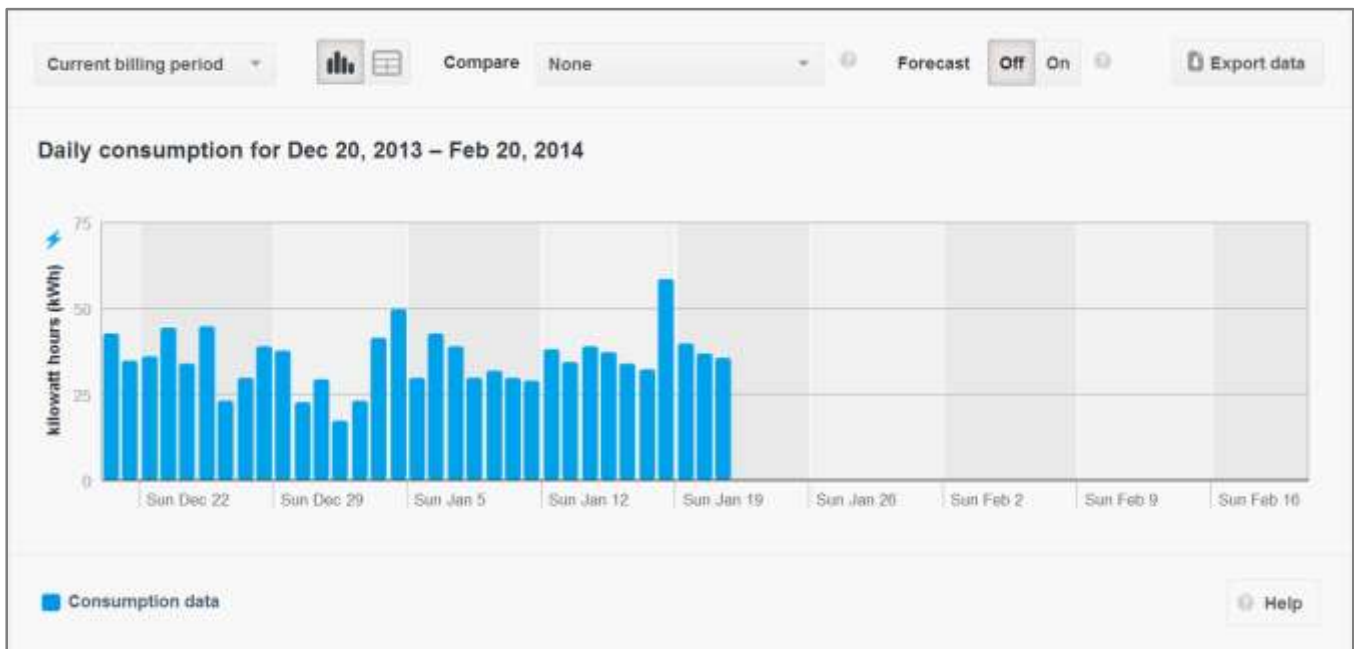 Current billing period
Compare
None
Forecast
Off
On
Export data
Daily consumption for Dec 20, 2013 – Feb 20, 2014
kilowatt hours (kWh)
75
50
25
0
Sun Dec 22
Sun Dec 29
Sun Jan 5
Sun Jan 12
Sun Jan 19
Sun Jan 26
Sun Feb 2
Sun Feb 9
Sun Feb 16
Consumption data
Help